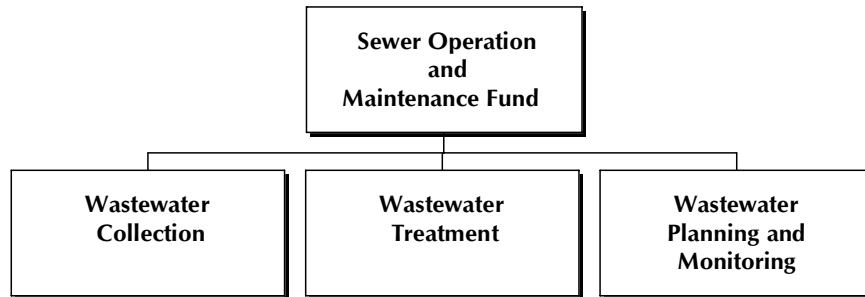 Sewer Operation
and
Maintenance Fund
Wastewater
Collection
Wastewater
Treatment
Wastewater
Planning and
Monitoring